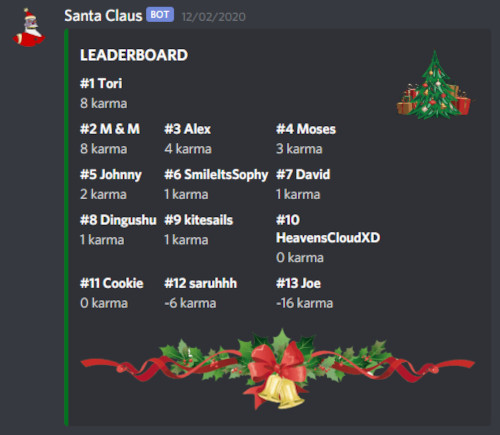 Santa Claus BOT 12/02/2020
LEADERBOARD
#1 Tori
8 karma
#2 M & M #3 Alex #4 Moses
8 karma 4 karma 3 karma
#5 Johnny #6 SmileItsSophy #7 David
2 karma 1 karma 1 karma
#8 Dingushu #9 kitesails #10
HeavensCloudXD
1 karma 1 karma
0 karma
#11 Cookie #12 saruhhh #13 Joe
0 karma -6 karma -16 karma